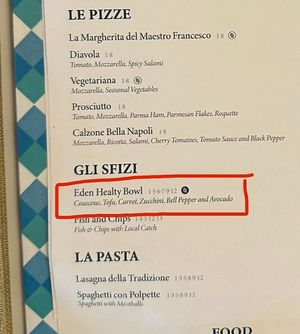 LE PIZZE
La Margherita del Maestro Francesco 18
Diavola 18
Tomato, Mozzarella, Spicy Salami
Vegetariana 18
Mozzarella, Seasonal Vegetables
Prosciutto 18
Tomato, Mozzarella, Parma Ham, Parmesan Flakes, Roquette
Calzone Bella Napoli 18
Mozzarella, Ricotta, Salami, Cherry Tomatoes, Tomato Sauce and Black Pepper
GLI SFIZI
Eden Healty Bowl 1567912
Couscous, Tofu, Carrot, Zucchini, Bell Pepper and Avocado
Fish and Chips 1451213
Fish & Chips with Local Catch
LA PASTA
Lasagna della Tradizione 1358912
Spaghetti con Polpette 1358912
Spaghetti with Meatballs
FOOD